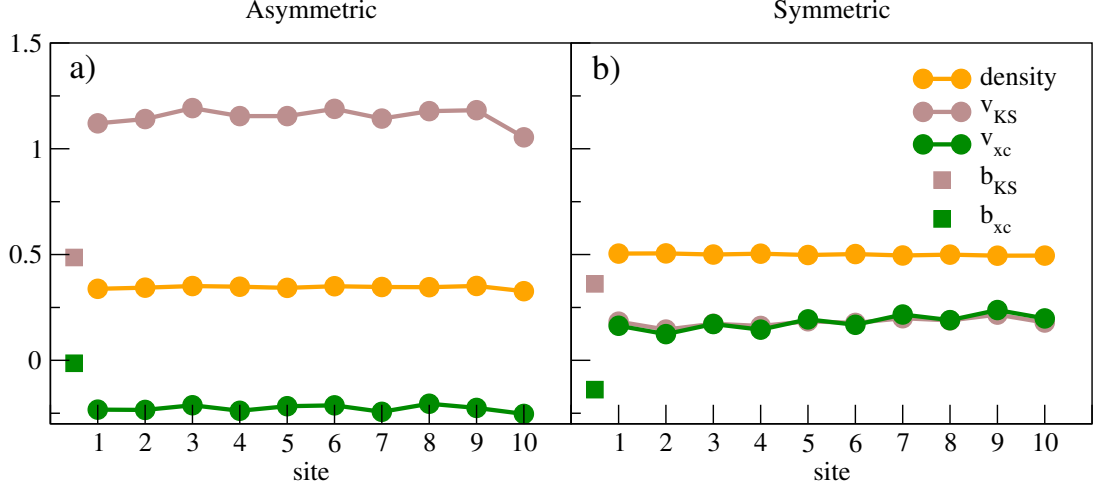 Asymmetric
Symmetric
a)
b)
1.5
1
0.5
0
density
v_KS
v_xc
b_KS
b_xc
1 2 3 4 5 6 7 8 9 10
1 2 3 4 5 6 7 8 9 10
site
site